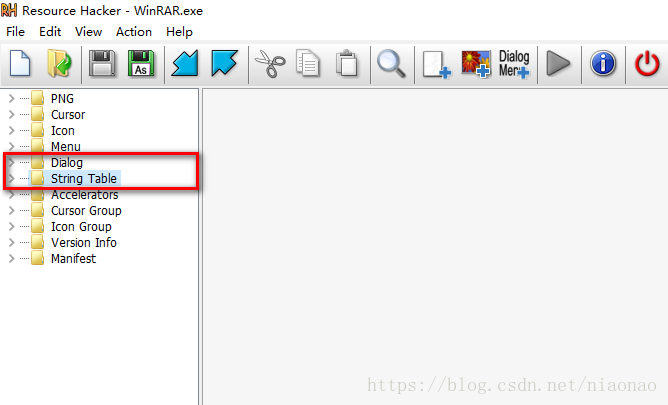 RH Resource Hacker - WinRAR.exe
File Edit View Action Help
As
Dialog
Menu
PNG
Cursor
Icon
Menu
Dialog
String Table
Accelerators
Cursor Group
Icon Group
Version Info
Manifest
https://blog.csdn.net/niaonao